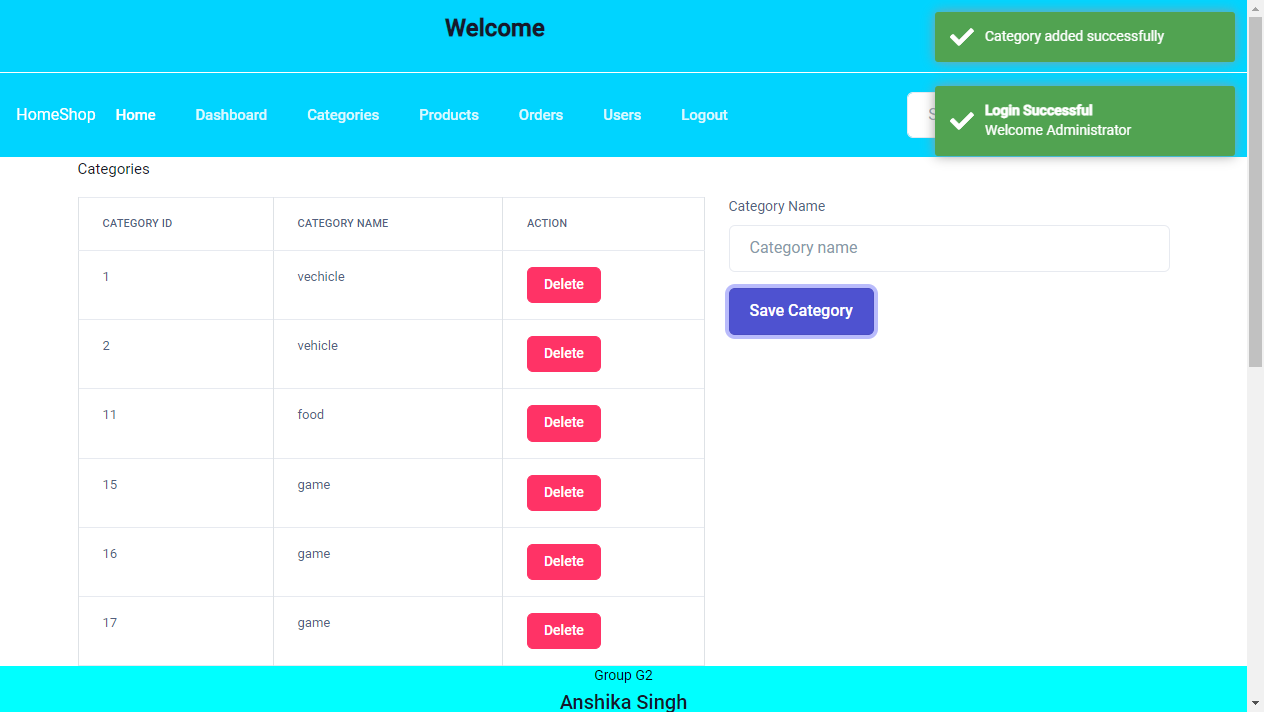 Welcome
Category added successfully
Login Successful
Welcome Administrator
HomeShop Home Dashboard Categories Products Orders Users Logout S
Categories
CATEGORY ID CATEGORY NAME ACTION
1 vechicle Delete
2 vehicle Delete
11 food Delete
15 game Delete
16 game Delete
17 game Delete
Category Name
Category name
Save Category
Group G2
Anshika Singh